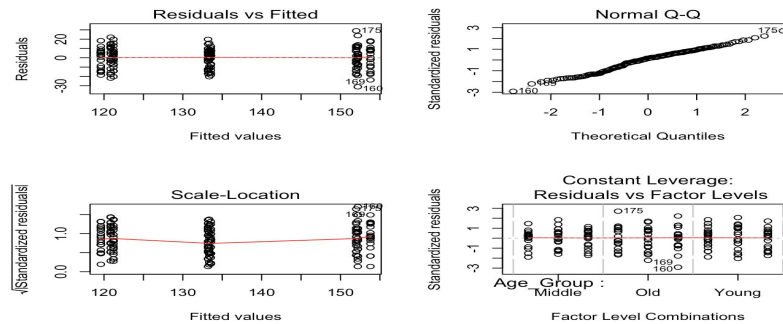 Residuals vs Fitted
Residuals
20
0
-30
175
169
160
120
130
140
150
Fitted values
Normal Q-Q
Standardized residuals
3
1
-1
-3
175
160
-2
-1
0
1
2
Theoretical Quantiles
Scale-Location
√|Standardized residuals|
1.0
0.0
160
175
169
120
130
140
150
Fitted values
Constant Leverage:
Residuals vs Factor Levels
Standardized residuals
3
1
-1
-3
175
169
160
Age_Group :
Middle
Old
Young
Factor Level Combinations